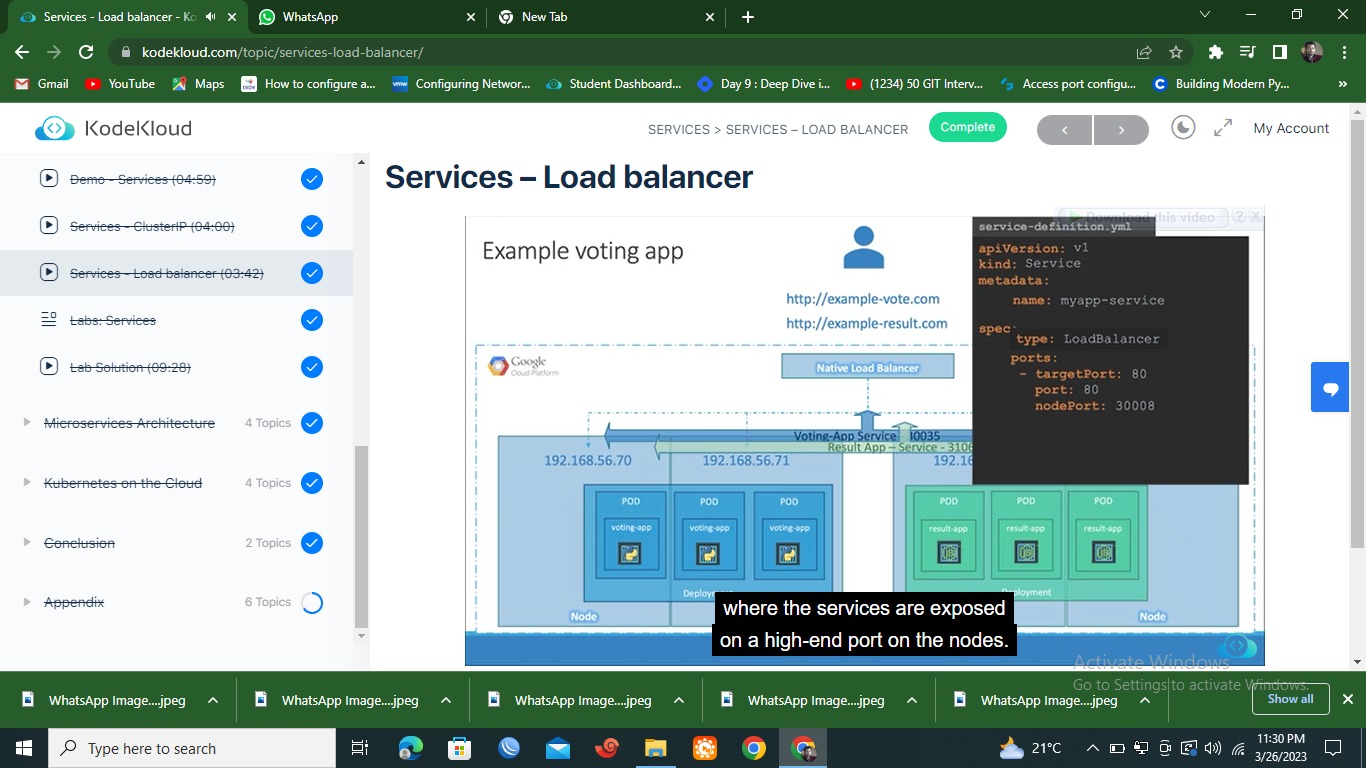 Services - Load balancer - Ko
WhatsApp
New Tab
kodekloud.com/topic/services-load-balancer/
Gmail
YouTube
Maps
How to configure a...
Configuring Networ...
Student Dashboard...
Day 9 : Deep Dive i...
(1234) 50 GIT Interv...
Access port configu...
Building Modern Py...
»
KodeKloud
SERVICES > SERVICES – LOAD BALANCER
Complete
My Account
Demo - Services (04:59)
Services - ClusterIP (04:00)
Services - Load balancer (03:42)
Labs: Services
Lab Solution (09:28)
Microservices Architecture 4 Topics
Kubernetes on the Cloud 4 Topics
Conclusion 2 Topics
Appendix 6 Topics
Services – Load balancer
Download this video
Example voting app
http://example-vote.com
http://example-result.com
Google
Cloud Platform
Native Load Balancer
Voting-App Service 30035
Result App – Service - 3106
192.168.56.70
192.168.56.71
192.16
POD POD POD
voting-app voting-app voting-app
Deploy
Node
POD POD POD
result-app result-app result-app
loyment
Node
service-definition.yml
apiVersion: v1
kind: Service
metadata:
name: myapp-service
spec:
type: LoadBalancer
ports:
- targetPort: 80
port: 80
nodePort: 30008
where the services are exposed
on a high-end port on the nodes.
Activate Windows
Go to Settings to activate Windows.
WhatsApp Image....jpeg
WhatsApp Image....jpeg
WhatsApp Image....jpeg
WhatsApp Image....jpeg
WhatsApp Image....jpeg
Show all
Type here to search
21°C
11:30 PM
3/26/2023